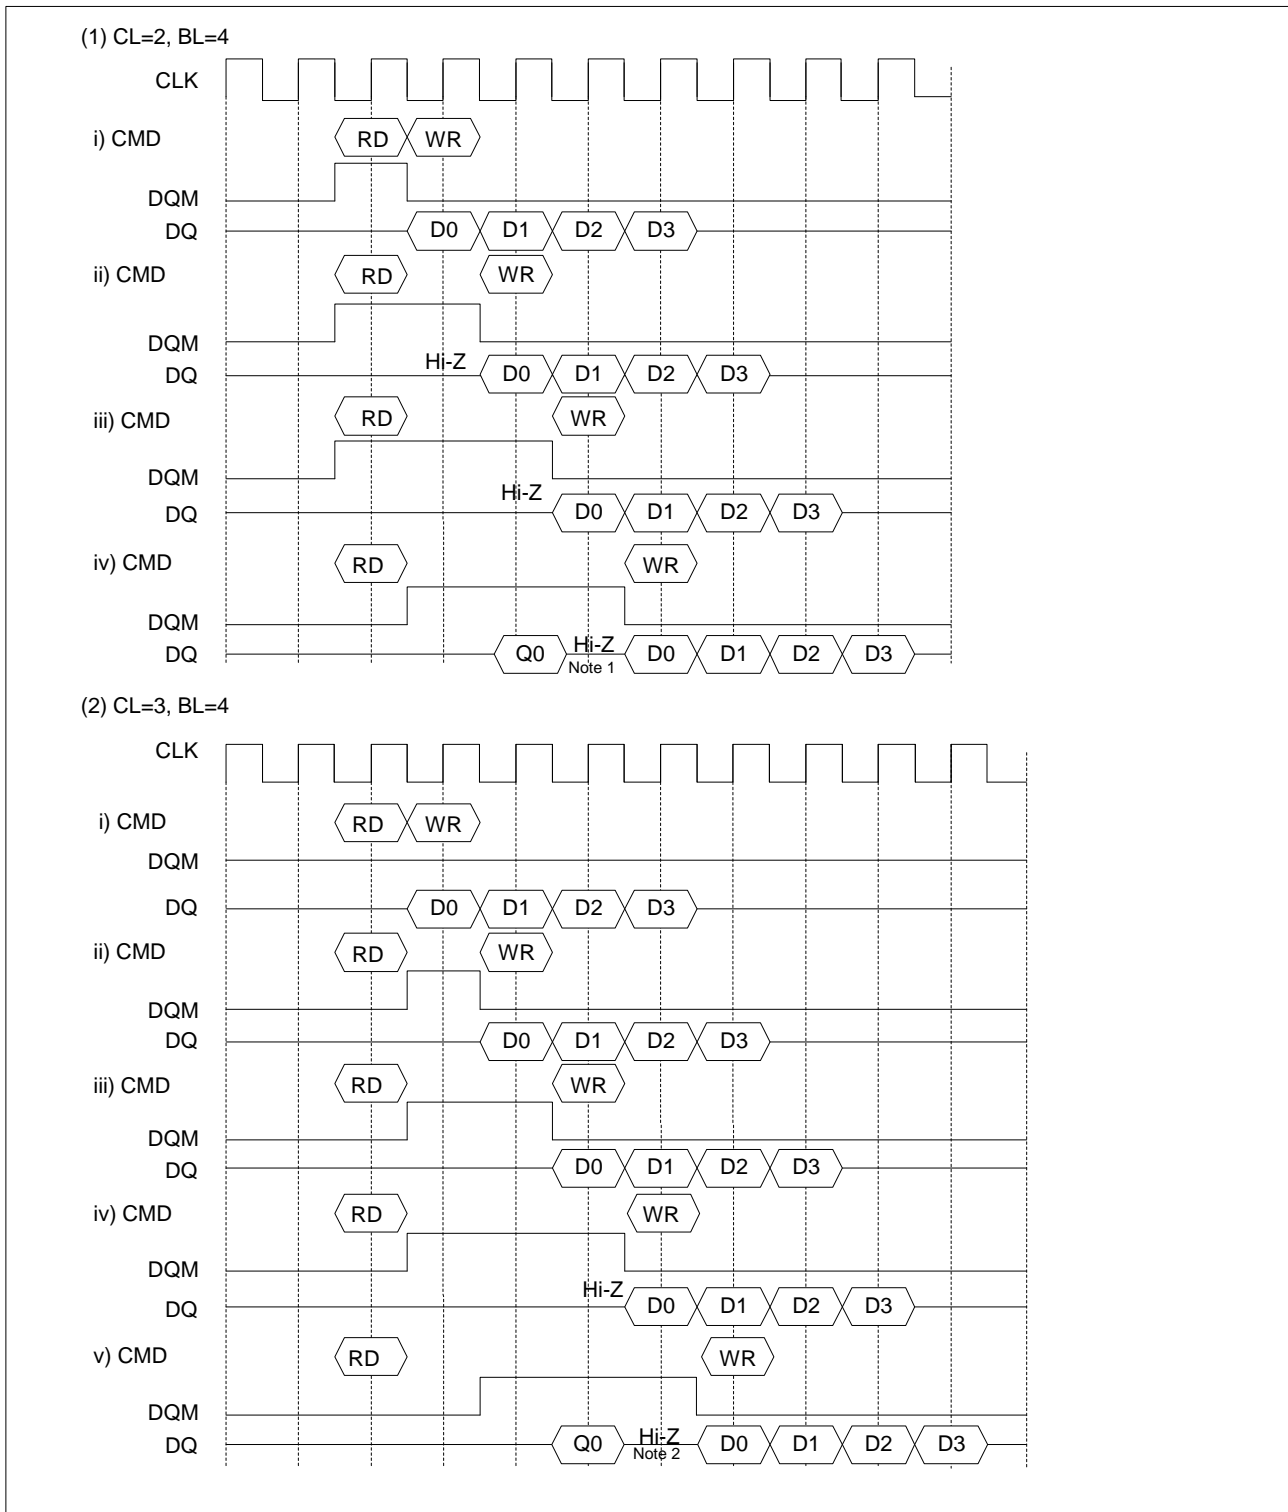 (1) CL=2, BL=4
CLK
i) CMD RD WR
DQM
DQ D0 D1 D2 D3
ii) CMD RD WR
DQM
DQ Hi-Z D0 D1 D2 D3
iii) CMD RD WR
DQM
DQ Hi-Z D0 D1 D2 D3
iv) CMD RD WR
DQM
DQ Q0 Hi-Z D0 D1 D2 D3
Note 1
(2) CL=3, BL=4
CLK
i) CMD RD WR
DQM
DQ D0 D1 D2 D3
ii) CMD RD WR
DQM
DQ D0 D1 D2 D3
iii) CMD RD WR
DQM
DQ D0 D1 D2 D3
iv) CMD RD WR
DQM
DQ Hi-Z D0 D1 D2 D3
v) CMD RD WR
DQM
DQ Q0 Hi-Z D0 D1 D2 D3
Note 2